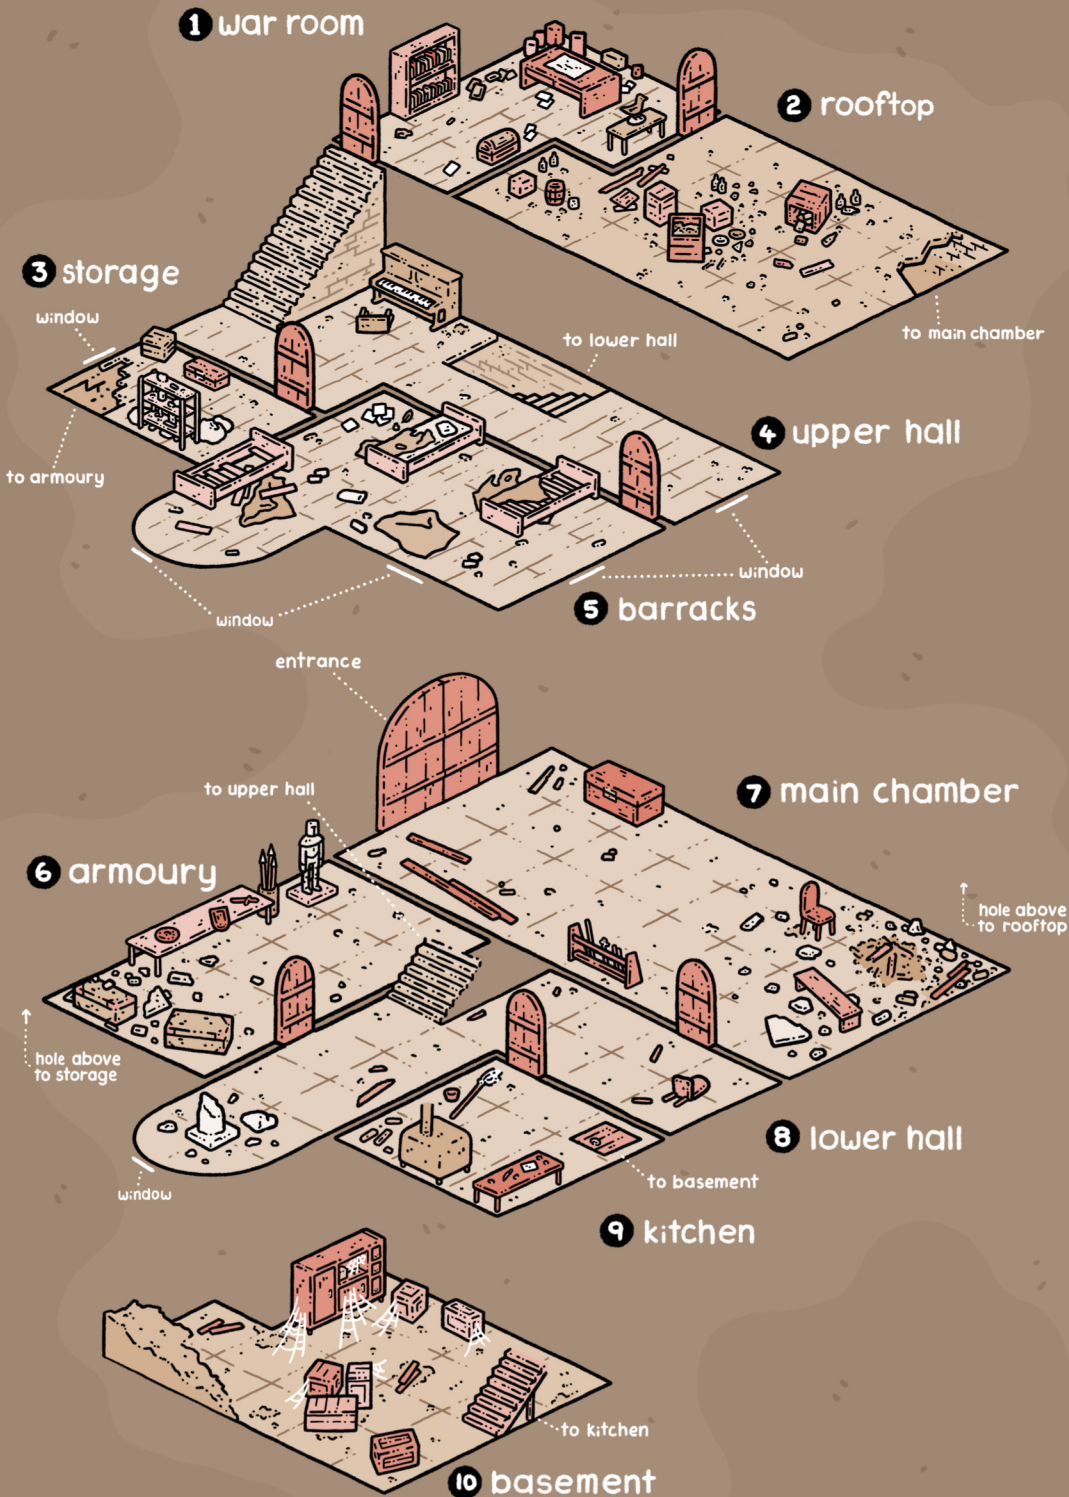 1 war room
2 rooftop
to main chamber
3 storage
window
to armoury
to lower hall
4 upper hall
window
window
5 barracks
entrance
to upper hall
7 main chamber
6 armoury
hole above
to rooftop
hole above
to storage
8 lower hall
window
to basement
9 kitchen
to kitchen
10 basement